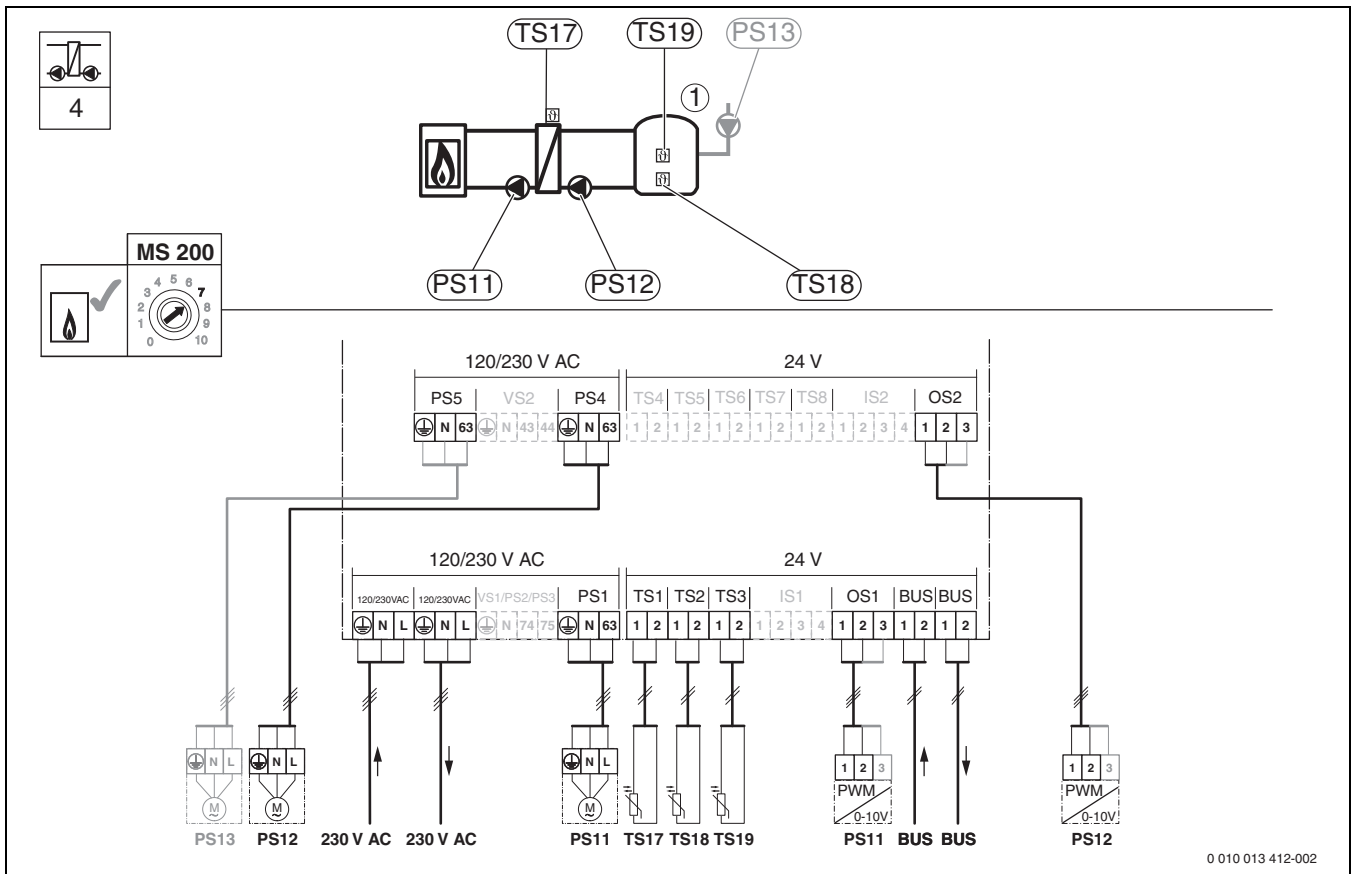 TS17 TS19 PS13
1
4
PS11 PS12 TS18
MS 200
0 1 2 3 4 5 6 7 8 9 10
120/230 V AC 24 V
PS5 VS2 PS4 TS4 TS5 TS6 TS7 TS8 IS2 OS2
N 63 N 43 44 N 63 1 2 1 2 1 2 1 2 1 2 1 2 3 4 1 2 3
120/230 V AC 24 V
120/230VAC 120/230VAC VS1/PS2/PS3 PS1 TS1 TS2 TS3 IS1 OS1 BUS BUS
N L N L N 74 75 N 63 1 2 1 2 1 2 1 2 3 4 1 2 3 1 2 1 2
N L N L N L 1 2 3 1 2 3
M M M PWM PWM
0-10V 0-10V
PS13 PS12 230 V AC 230 V AC PS11 TS17 TS18 TS19 PS11 BUS BUS PS12
0 010 013 412-002